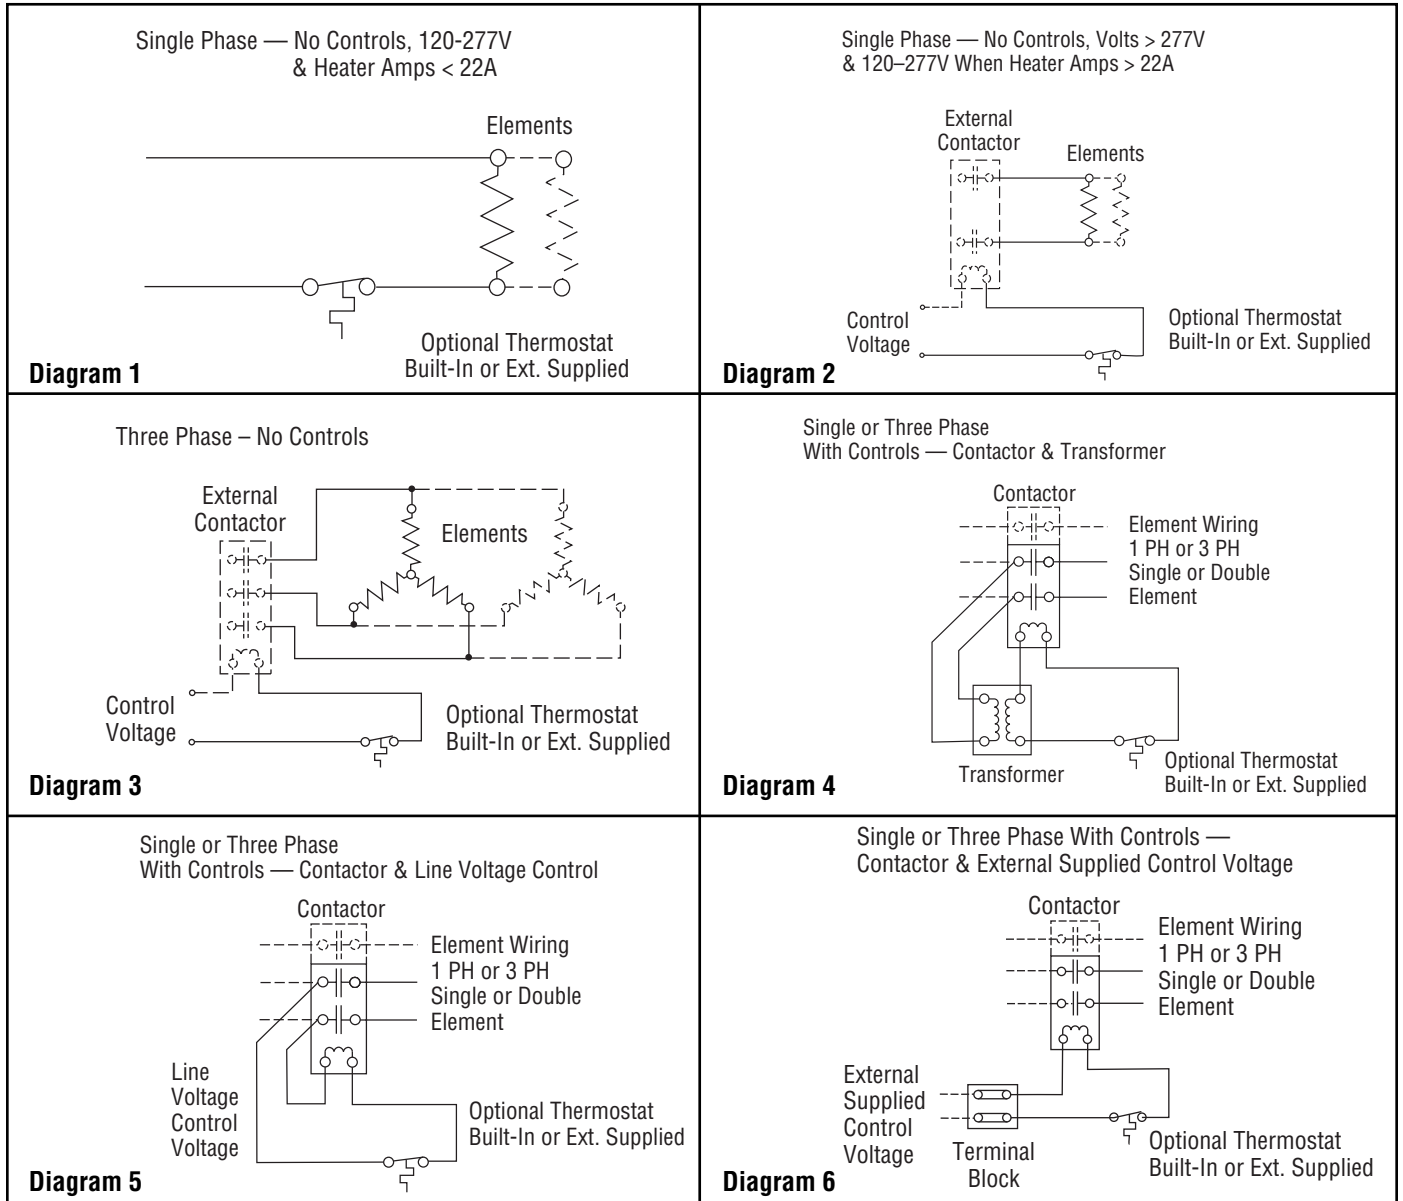 Single Phase — No Controls, 120-277V
& Heater Amps < 22A
Elements
Optional Thermostat
Built-In or Ext. Supplied
Diagram 1
Single Phase — No Controls, Volts > 277V
& 120–277V When Heater Amps > 22A
External
Contactor
Elements
Control
Voltage
Optional Thermostat
Built-In or Ext. Supplied
Diagram 2
Three Phase – No Controls
External
Contactor
Elements
Control
Voltage
Optional Thermostat
Built-In or Ext. Supplied
Diagram 3
Single or Three Phase
With Controls — Contactor & Transformer
Contactor
Element Wiring
1 PH or 3 PH
Single or Double
Element
Transformer
Optional Thermostat
Built-In or Ext. Supplied
Diagram 4
Single or Three Phase
With Controls — Contactor & Line Voltage Control
Contactor
Element Wiring
1 PH or 3 PH
Single or Double
Element
Line
Voltage
Control
Voltage
Optional Thermostat
Built-In or Ext. Supplied
Diagram 5
Single or Three Phase With Controls —
Contactor & External Supplied Control Voltage
Contactor
Element Wiring
1 PH or 3 PH
Single or Double
Element
External
Supplied
Control
Voltage
Terminal
Block
Optional Thermostat
Built-In or Ext. Supplied
Diagram 6